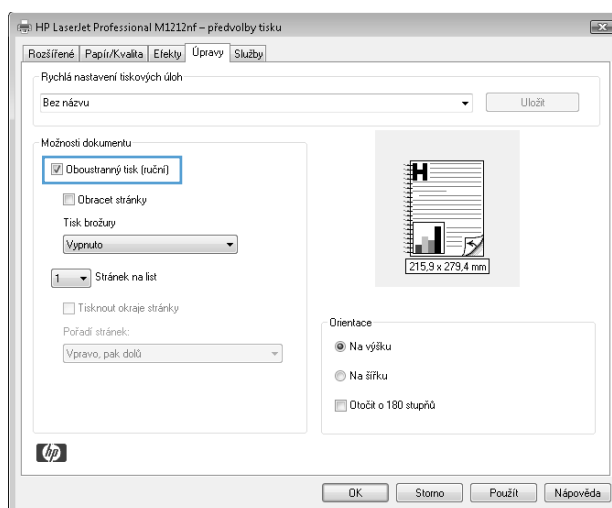 HP LaserJet Professional M1212nf – předvolby tisku
Rozšířené Papír/Kvalita Efekty Úpravy Služby
Rychlá nastavení tiskových úloh
Bez názvu Uložit
Možnosti dokumentu
Oboustranný tisk (ruční)
Obracet stránky
Tisk brožury
Vypnuto
1 Stránek na list
Tisknout okraje stránky
Pořadí stránek:
Vpravo, pak dolů
H
215,9 x 279,4 mm
Orientace
Na výšku
Na šířku
Otočit o 180 stupňů
hp
OK Storno Použít Nápověda